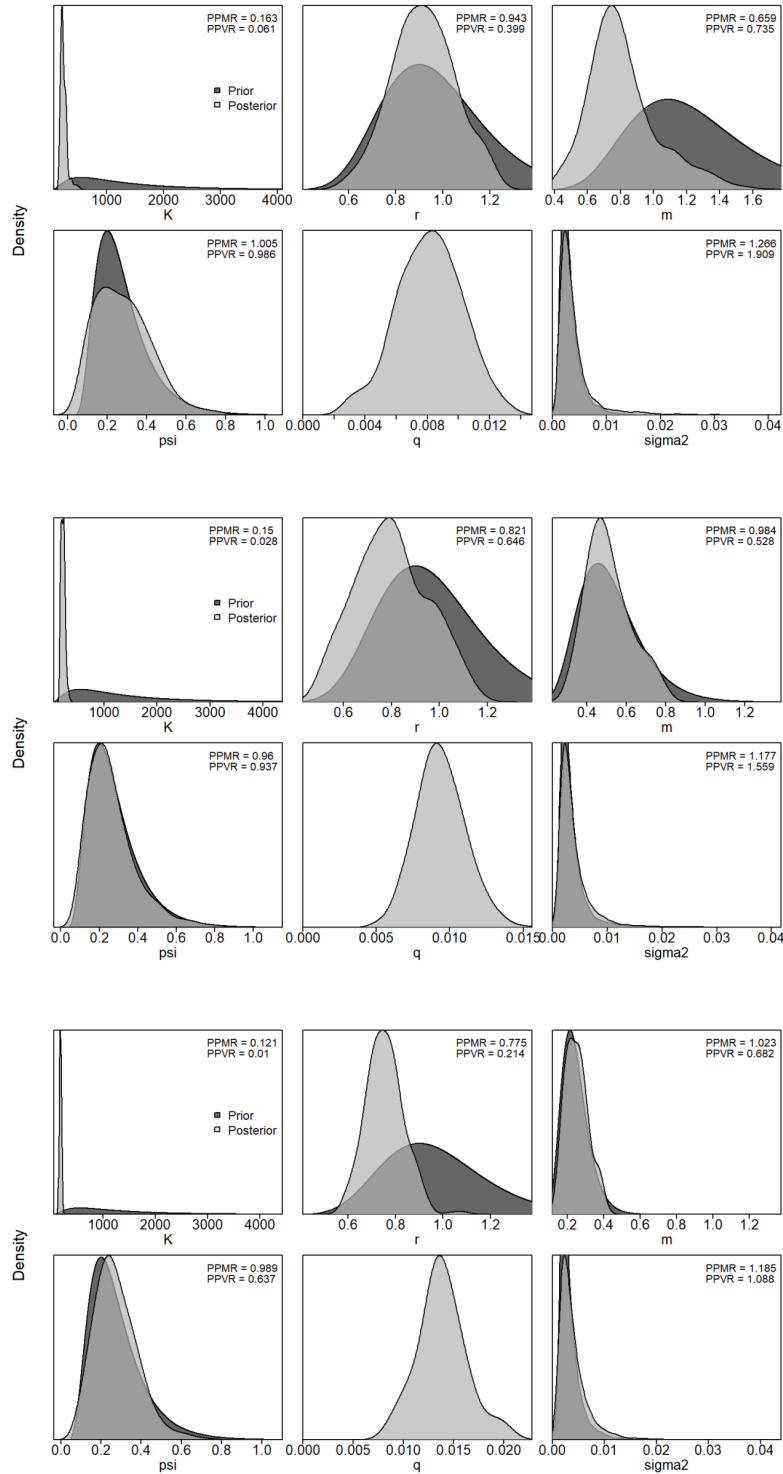 PPMR = 0.163
PPVR = 0.061
Prior
Posterior
1000 2000 3000 4000
K
PPMR = 0.943
PPVR = 0.399
0.6 0.8 1.0 1.2
r
PPMR = 0.659
PPVR = 0.735
0.4 0.6 0.8 1.0 1.2 1.4 1.6
m
Density
PPMR = 1.005
PPVR = 0.986
0.0 0.2 0.4 0.6 0.8 1.0
psi
0.000 0.004 0.008 0.012
q
PPMR = 1.266
PPVR = 1.909
0.00 0.01 0.02 0.03 0.04
sigma2
PPMR = 0.15
PPVR = 0.028
Prior
Posterior
1000 2000 3000 4000
K
PPMR = 0.821
PPVR = 0.646
0.6 0.8 1.0 1.2
r
PPMR = 0.984
PPVR = 0.528
0.4 0.6 0.8 1.0 1.2
m
Density
PPMR = 0.96
PPVR = 0.937
0.0 0.2 0.4 0.6 0.8 1.0
psi
0.000 0.005 0.010 0.015
q
PPMR = 1.177
PPVR = 1.559
0.00 0.01 0.02 0.03 0.04
sigma2
PPMR = 0.121
PPVR = 0.01
Prior
Posterior
1000 2000 3000 4000
K
PPMR = 0.775
PPVR = 0.214
0.6 0.8 1.0 1.2
r
PPMR = 1.023
PPVR = 0.682
0.2 0.4 0.6 0.8 1.0 1.2
m
Density
PPMR = 0.989
PPVR = 0.637
0.0 0.2 0.4 0.6 0.8 1.0
psi
0.000 0.005 0.010 0.015 0.020
q
PPMR = 1.185
PPVR = 1.088
0.00 0.01 0.02 0.03 0.04
sigma2